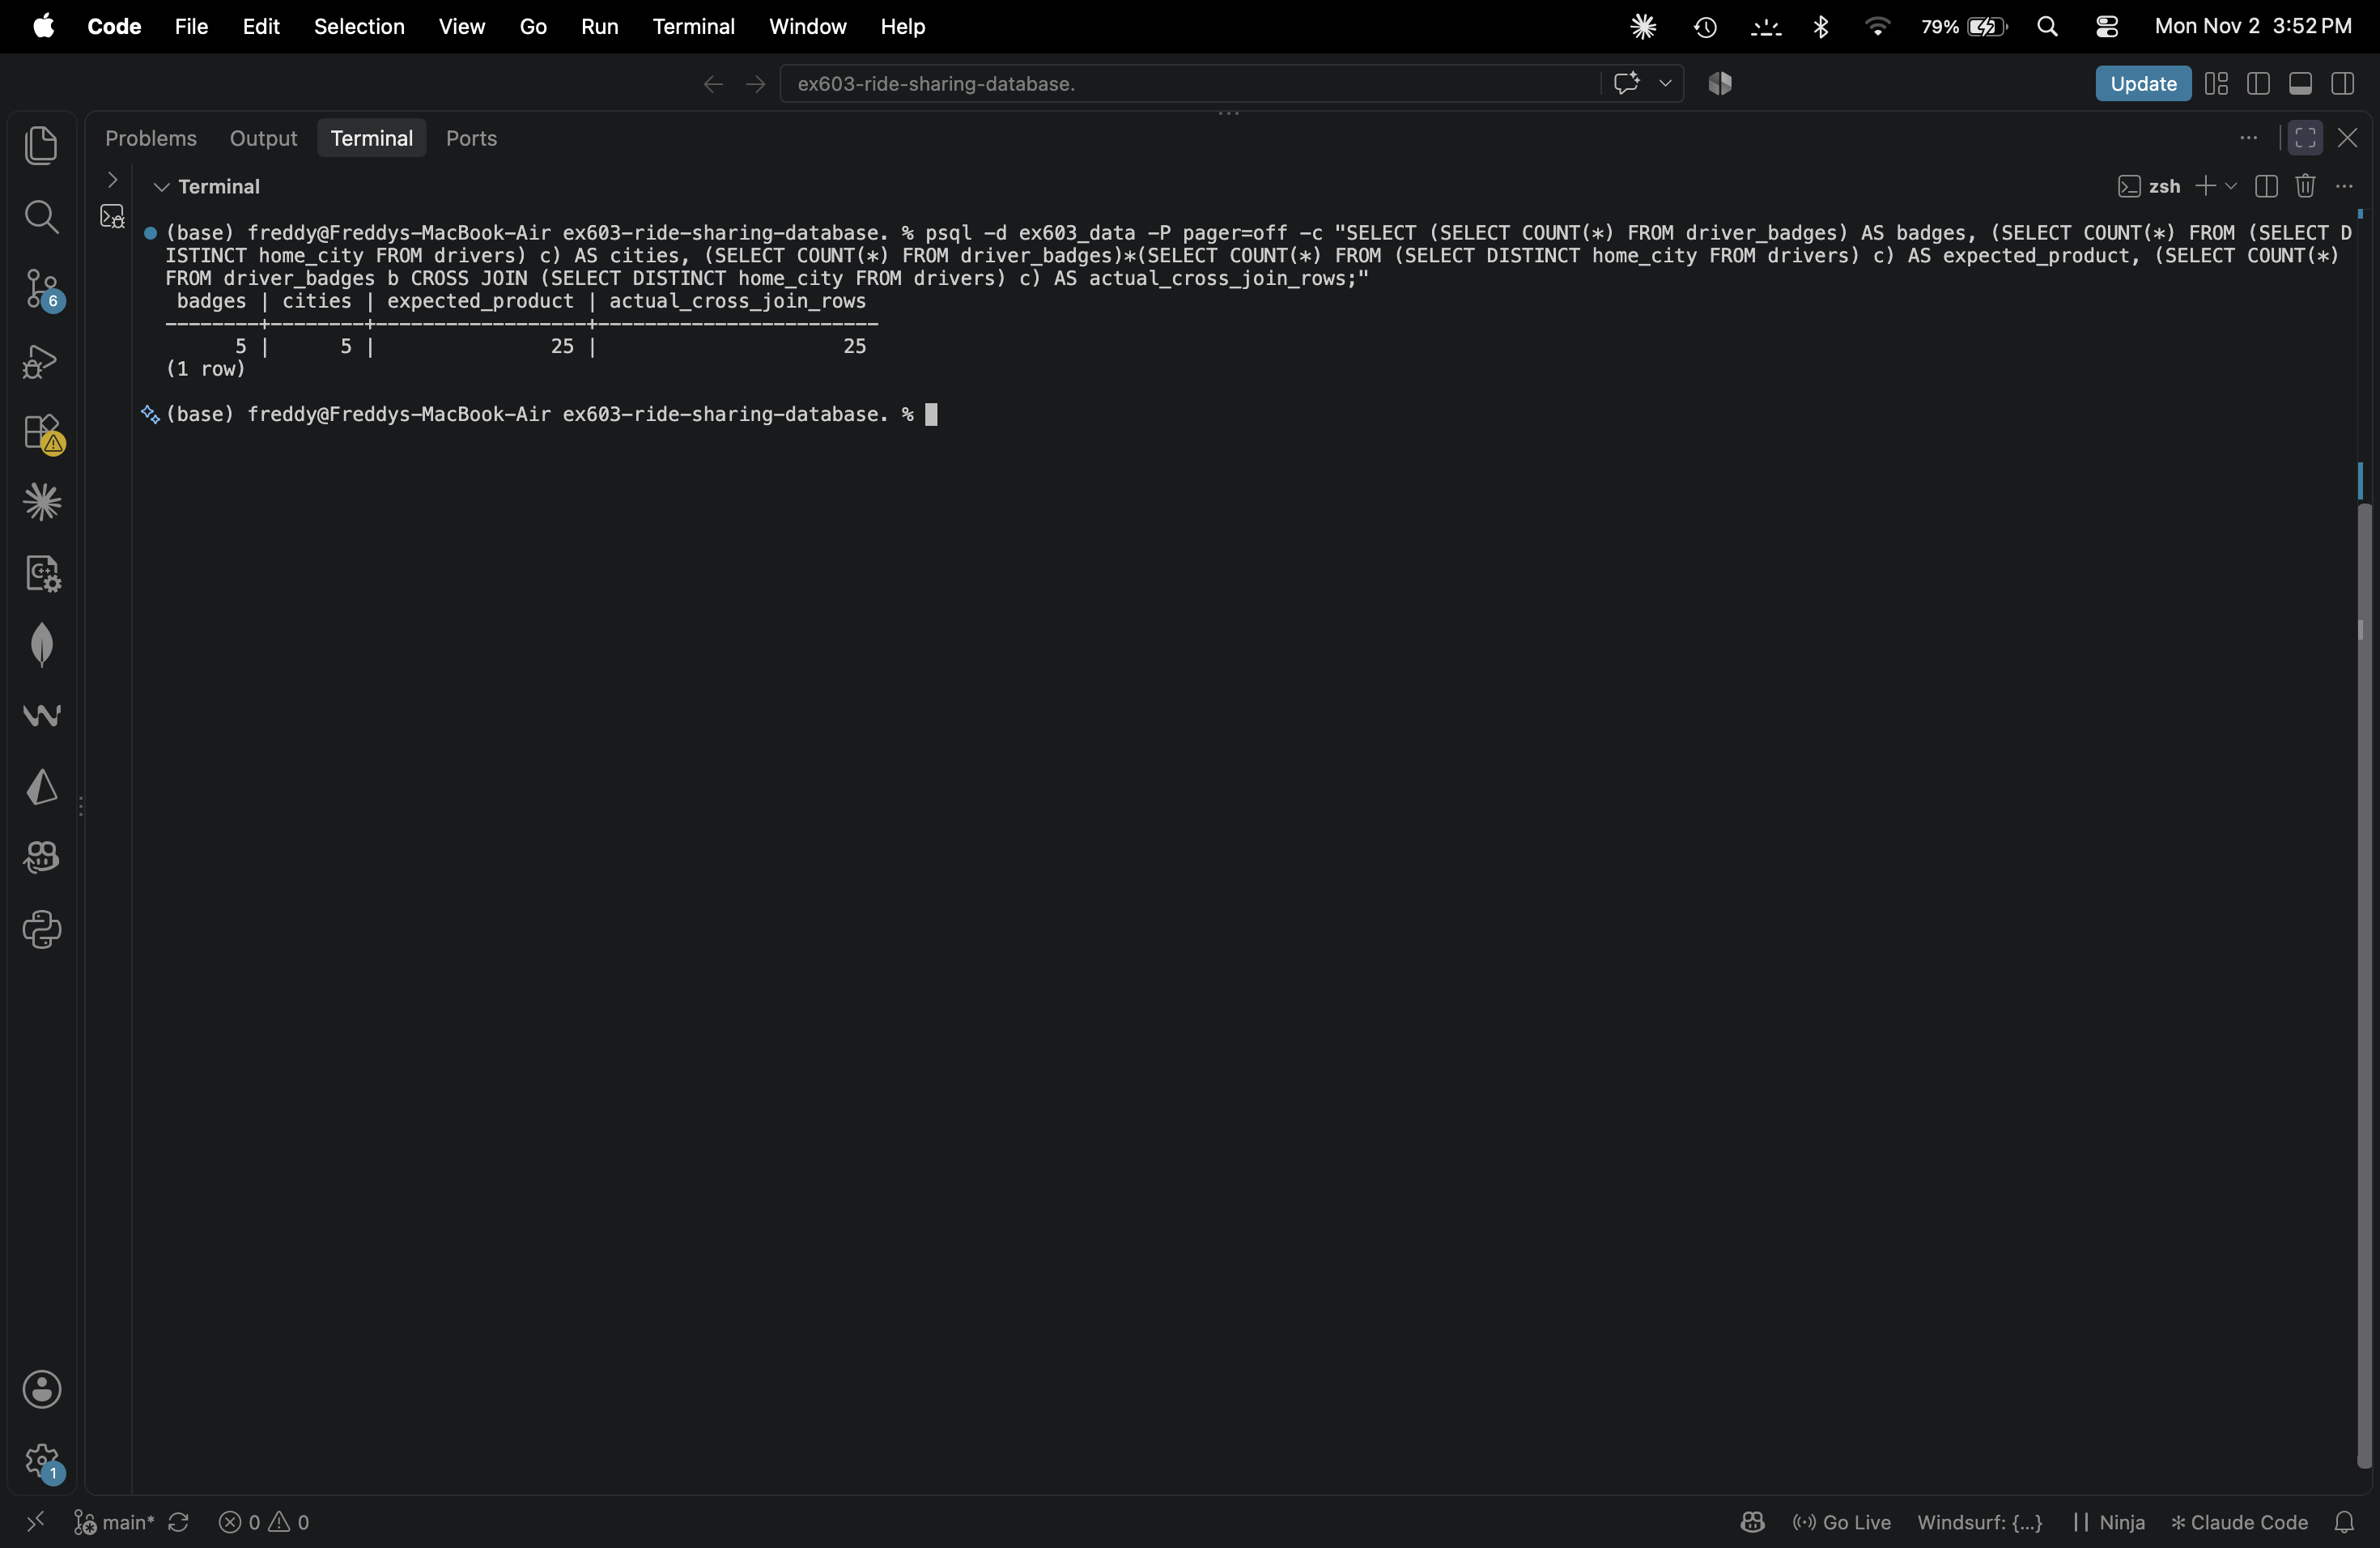 Code File Edit Selection View Go Run Terminal Window Help 79% Mon Nov 2 3:52 PM
ex603-ride-sharing-database. Update
Problems Output Terminal Ports
Terminal zsh
(base) freddy@Freddys-MacBook-Air ex603-ride-sharing-database. % psql -d ex603_data -P pager=off -c "SELECT (SELECT COUNT(*) FROM driver_badges) AS badges, (SELECT COUNT(*) FROM (SELECT D
ISTINCT home_city FROM drivers) c) AS cities, (SELECT COUNT(*) FROM driver_badges)*(SELECT COUNT(*) FROM (SELECT DISTINCT home_city FROM drivers) c) AS expected_product, (SELECT COUNT(*)
FROM driver_badges b CROSS JOIN (SELECT DISTINCT home_city FROM drivers) c) AS actual_cross_join_rows;"
badges | cities | expected_product | actual_cross_join_rows
--------+--------+------------------+------------------------
5 | 5 | 25 | 25
(1 row)
(base) freddy@Freddys-MacBook-Air ex603-ride-sharing-database. %
6
C++
1
main* 0 0 Go Live Windsurf: {...} Ninja Claude Code